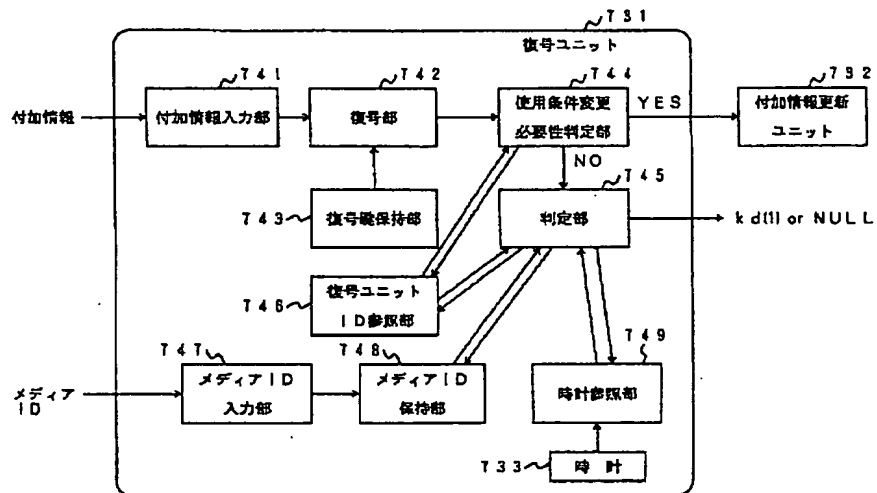 731
復号ユニット
741
742
744
732
付加情報
付加情報入力部
復号部
使用条件変更
必要性判定部
YES
付加情報更新
ユニット
NO
745
743
復号鍵保持部
判定部
kd(1) or NULL
746
復号ユニット
ID参照部
747
748
749
メディア
ID
メディアID
入力部
メディアID
保持部
時計参照部
733
時 計